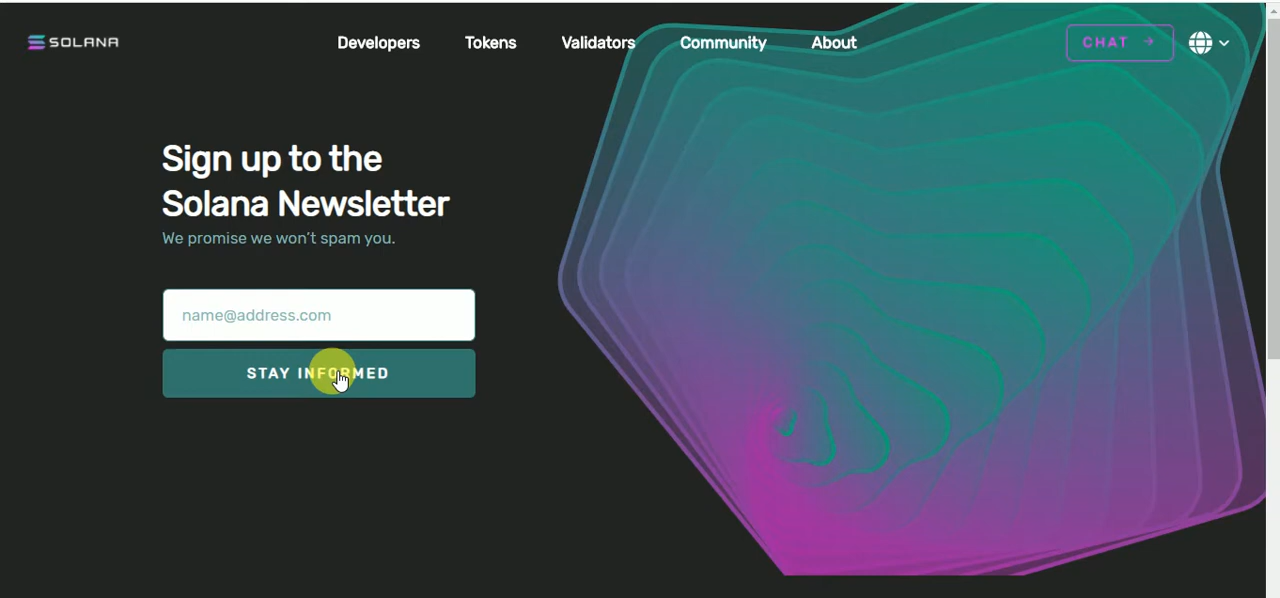 SOLANA
Developers Tokens Validators Community About CHAT
Sign up to the
Solana Newsletter
We promise we won't spam you.
name@address.com
STAY INFORMED